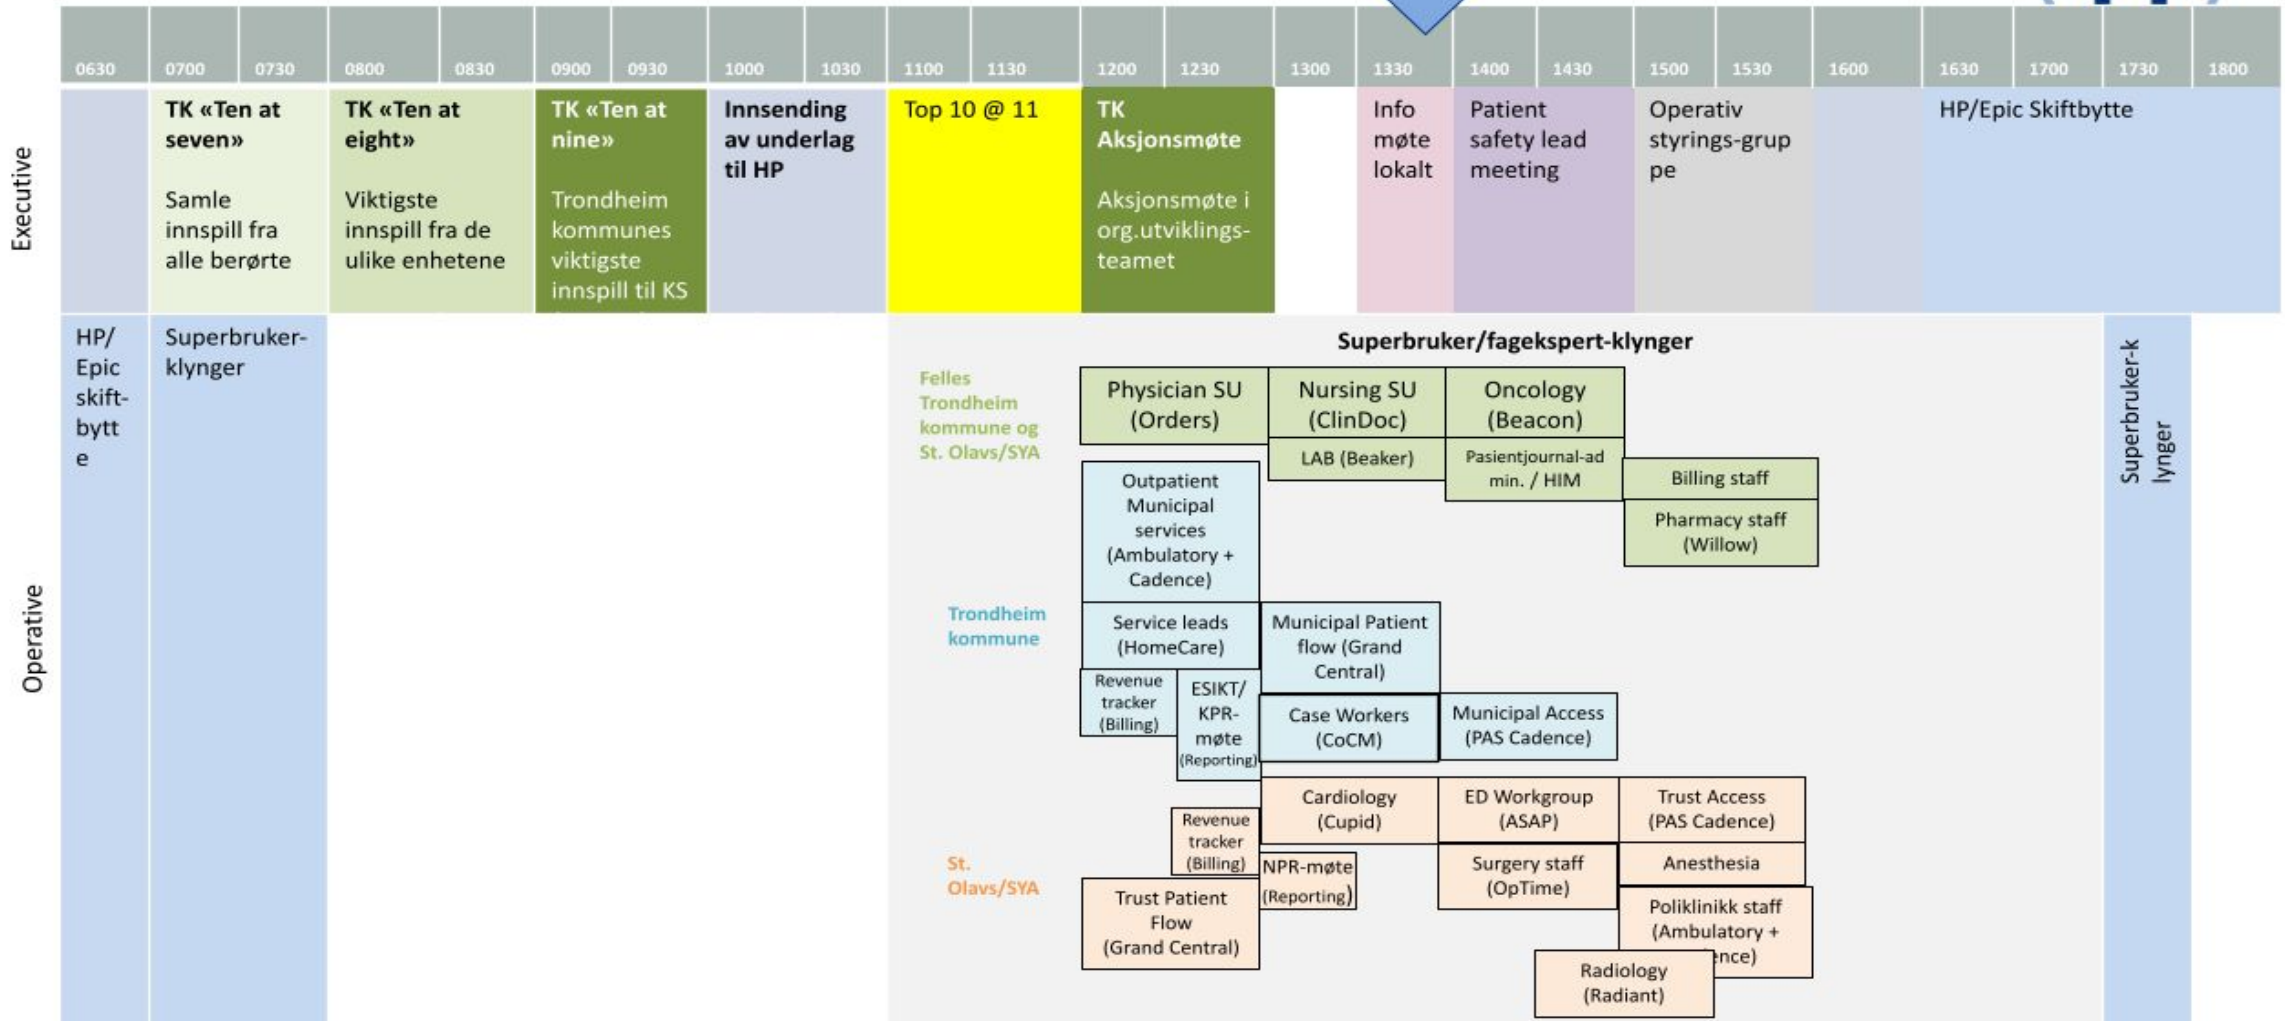 0630 0700 0730 0800 0830 0900 0930 1000 1030 1100 1130 1200 1230 1300 1330 1400 1430 1500 1530 1600 1630 1700 1730 1800
Executive
TK «Ten at
seven»
Samle
innspill fra
alle berørte
TK «Ten at
eight»
Viktigste
innspill fra de
ulike enhetene
TK «Ten at
nine»
Trondheim
kommunes
viktigste
innspill til KS
Innsending
av underlag
til HP
Top 10 @ 11
TK
Aksjonsmøte
Aksjonsmøte i
org.utviklings-
teamet
Info
møte
lokalt
Patient
safety lead
meeting
Operativ
styrings-grup
pe
HP/Epic Skiftbytte
Operative
HP/
Epic
skift-
bytt
e
Superbruker-
klynger
Superbruker/fagekspert-klynger
Felles
Trondheim
kommune og
St. Olavs/SYA
Physician SU
(Orders)
Nursing SU
(ClinDoc)
Oncology
(Beacon)
LAB (Beaker)
Pasientjournal-ad
min. / HIM
Billing staff
Pharmacy staff
(Willow)
Outpatient
Municipal
services
(Ambulatory +
Cadence)
Trondheim
kommune
Service leads
(HomeCare)
Municipal Patient
flow (Grand
Central)
Revenue
tracker
(Billing)
ESIKT/
KPR-
møte
(Reporting)
Case Workers
(CoCM)
Municipal Access
(PAS Cadence)
St.
Olavs/SYA
Cardiology
(Cupid)
ED Workgroup
(ASAP)
Trust Access
(PAS Cadence)
Revenue
tracker
(Billing)
NPR-møte
(Reporting)
Surgery staff
(OpTime)
Anesthesia
Trust Patient
Flow
(Grand Central)
Poliklinikk staff
(Ambulatory +
ence)
Radiology
(Radiant)
Superbruker-k
lynger